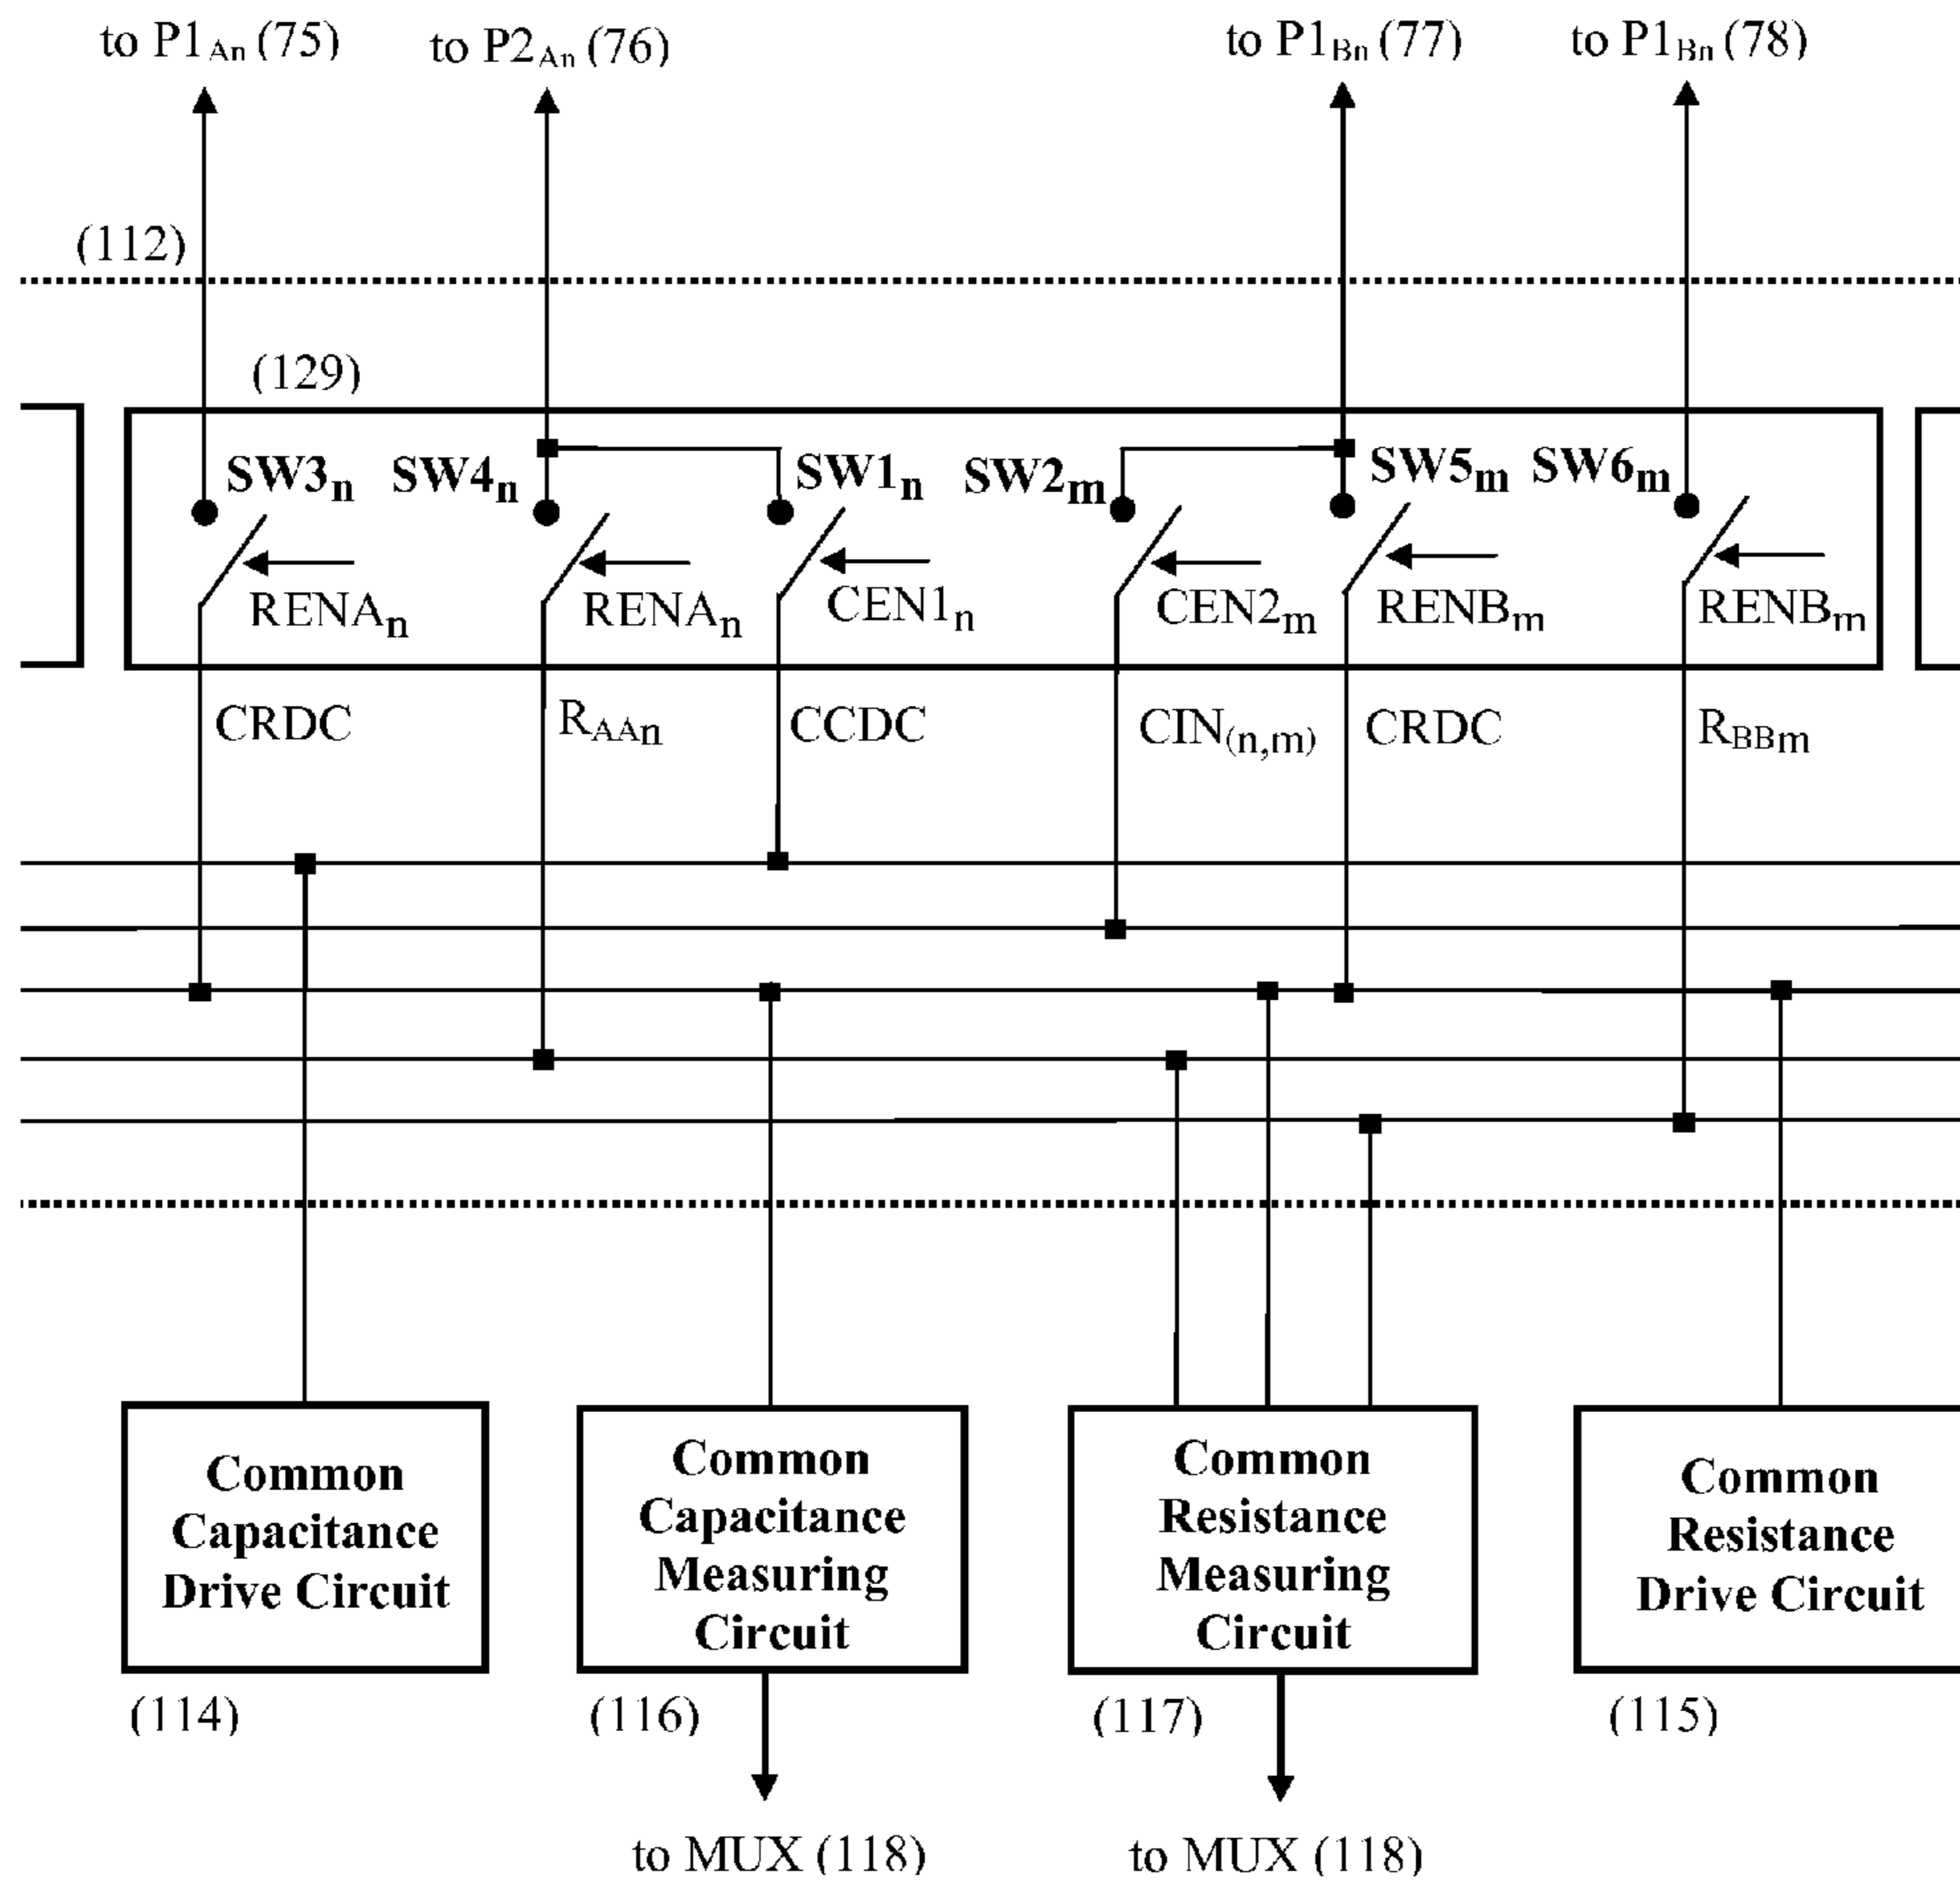 to P1An (75)
to P2An (76)
to P1Bn (77)
to P1Bn (78)
(112)
(129)
SW3n
SW4n
SW1n
SW2m
SW5m
SW6m
RENAn
RENAn
CEN1n
CEN2m
RENBm
RENBm
CRDC
RAAn
CCDC
CIN(n,m)
CRDC
RBBm
Common
Capacitance
Drive Circuit
(114)
Common
Capacitance
Measuring
Circuit
(116)
to MUX (118)
Common
Resistance
Measuring
Circuit
(117)
to MUX (118)
Common
Resistance
Drive Circuit
(115)